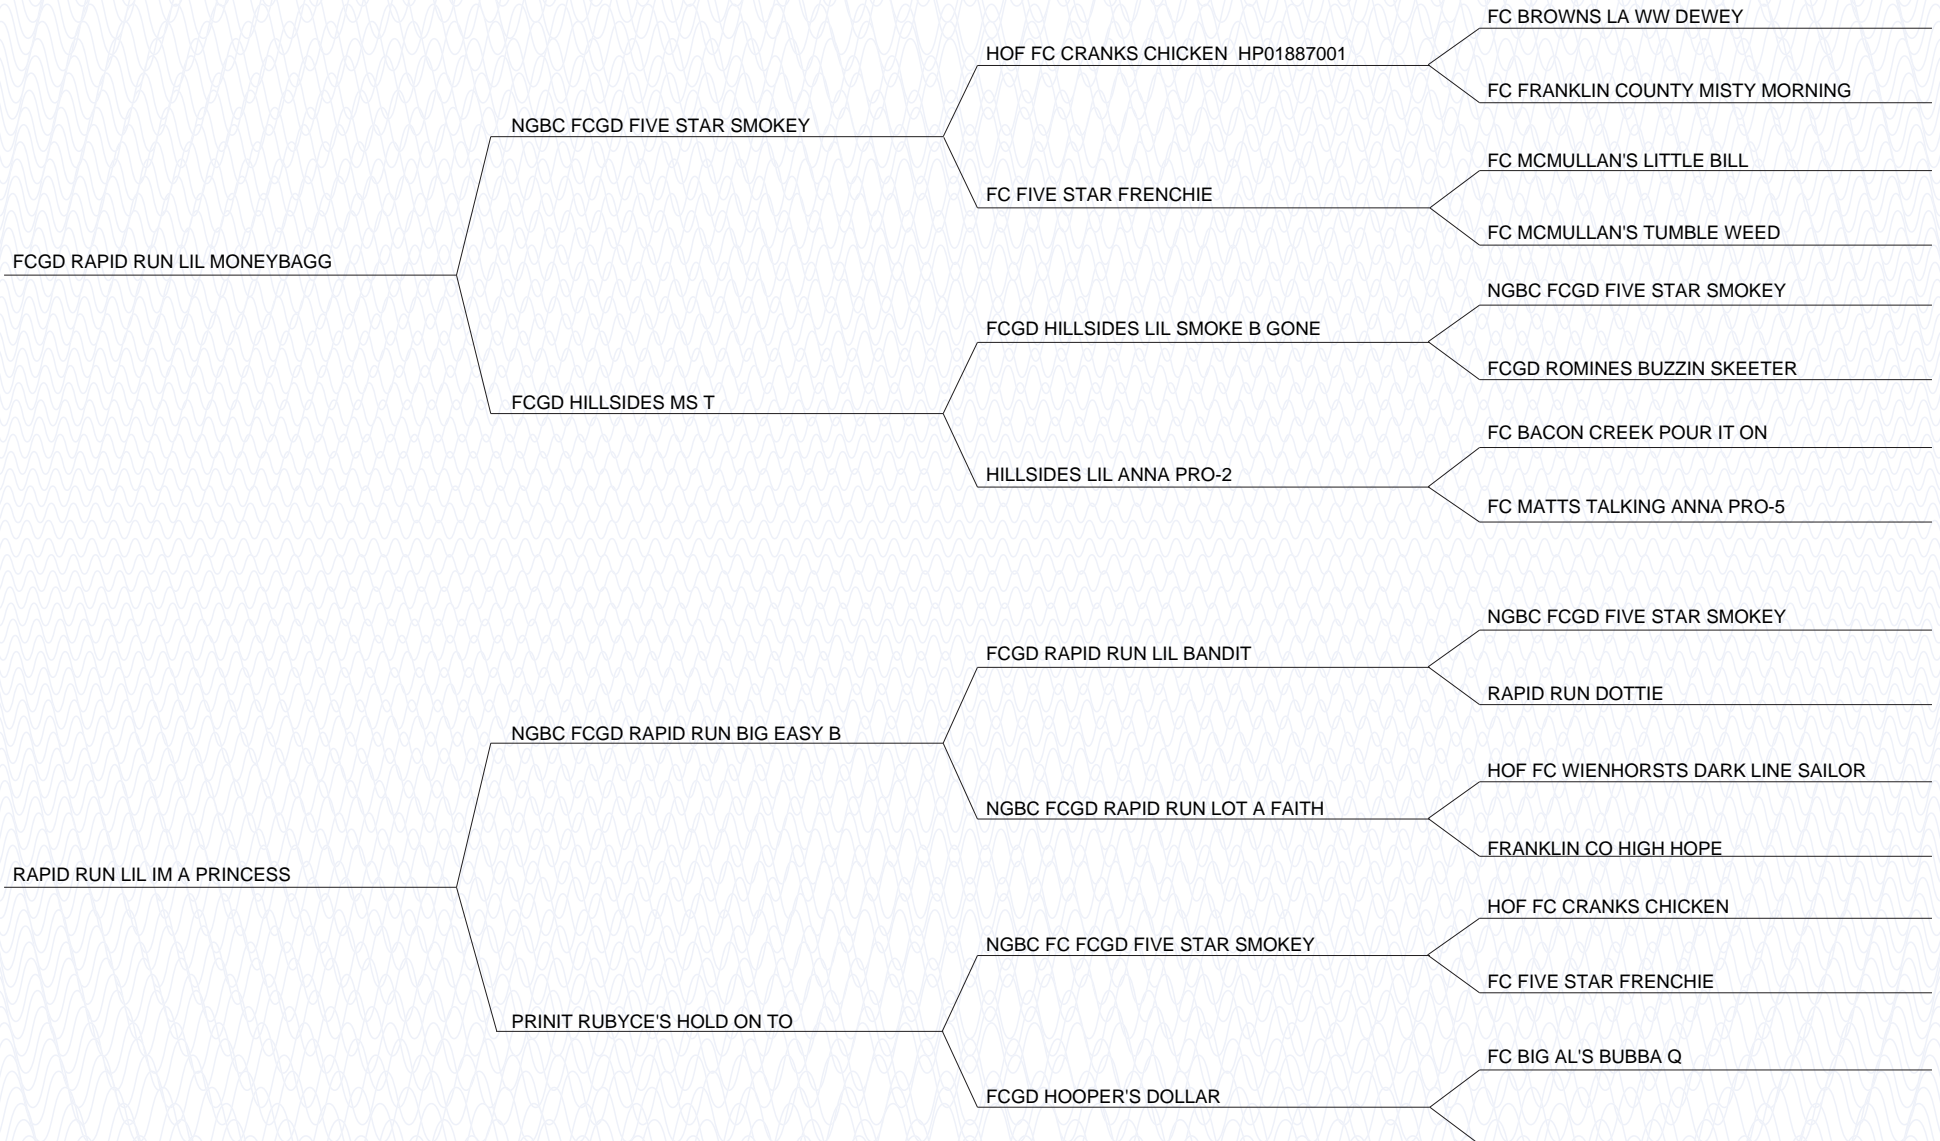 FC BROWNS LA WW DEWEY
HOF FC CRANKS CHICKEN  HP01887001
FC FRANKLIN COUNTY MISTY MORNING
NGBC FCGD FIVE STAR SMOKEY
FC MCMULLAN'S LITTLE BILL
FC FIVE STAR FRENCHIE
FC MCMULLAN'S TUMBLE WEED
FCGD RAPID RUN LIL MONEYBAGG
NGBC FCGD FIVE STAR SMOKEY
FCGD HILLSIDES LIL SMOKE B GONE
FCGD ROMINES BUZZIN SKEETER
FCGD HILLSIDES MS T
FC BACON CREEK POUR IT ON
HILLSIDES LIL ANNA PRO-2
FC MATTS TALKING ANNA PRO-5
NGBC FCGD FIVE STAR SMOKEY
FCGD RAPID RUN LIL BANDIT
RAPID RUN DOTTIE
NGBC FCGD RAPID RUN BIG EASY B
HOF FC WIENHORSTS DARK LINE SAILOR
NGBC FCGD RAPID RUN LOT A FAITH
FRANKLIN CO HIGH HOPE
RAPID RUN LIL IM A PRINCESS
HOF FC CRANKS CHICKEN
NGBC FC FCGD FIVE STAR SMOKEY
FC FIVE STAR FRENCHIE
PRINIT RUBYCE'S HOLD ON TO
FC BIG AL'S BUBBA Q
FCGD HOOPER'S DOLLAR